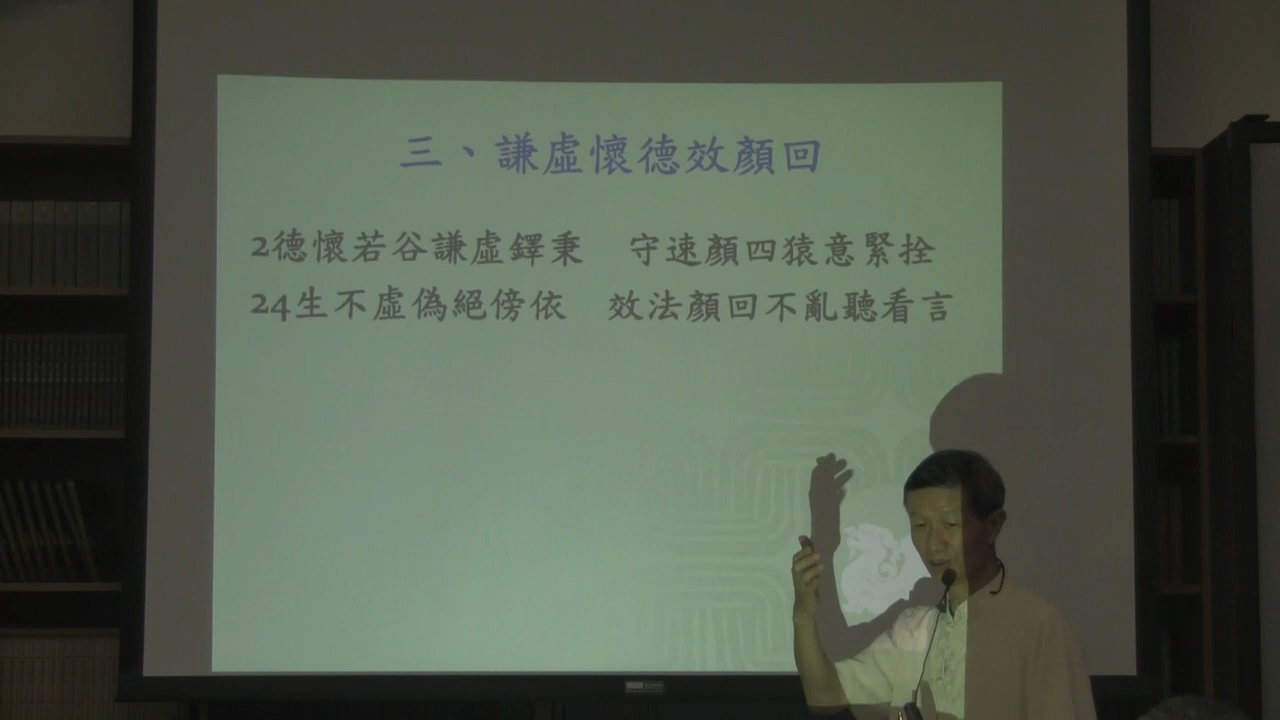 三、謙虛懷德效顏回
2德懷若谷謙虛鐸秉　守速顏四猿意緊拴
24生不虛偽絕傍依　效法顏回不亂聽看言